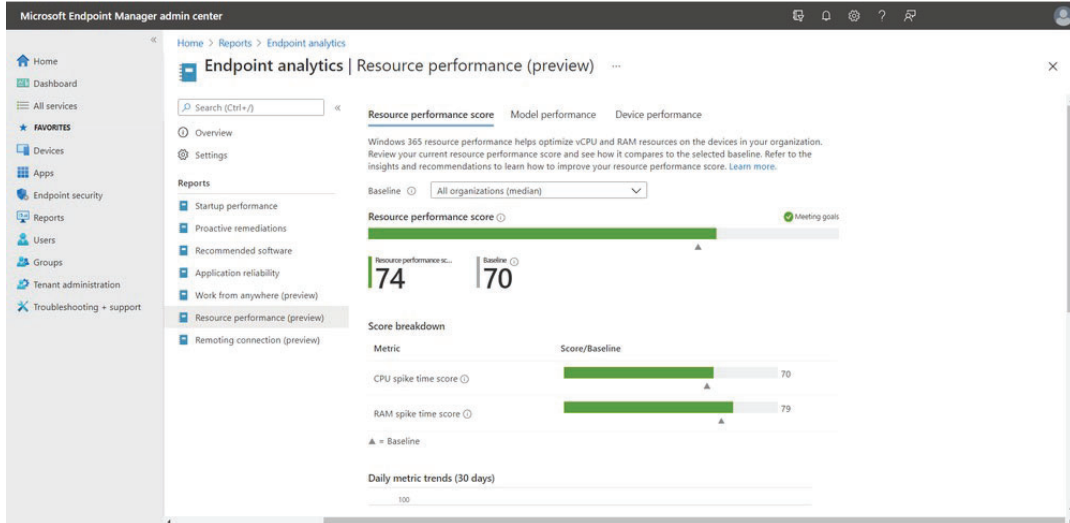 Microsoft Endpoint Manager admin center
Home
Dashboard
All services
FAVORITES
Devices
Apps
Endpoint security
Reports
Users
Groups
Tenant administration
Troubleshooting + support
Home > Reports > Endpoint analytics
Endpoint analytics | Resource performance (preview) ...
Search (Ctrl+/)
Overview
Settings
Reports
Startup performance
Proactive remediations
Recommended software
Application reliability
Work from anywhere (preview)
Resource performance (preview)
Remoting connection (preview)
Resource performance score Model performance Device performance
Windows 365 resource performance helps optimize vCPU and RAM resources on the devices in your organization.
Review your current resource performance score and see how it compares to the selected baseline. Refer to the
insights and recommendations to learn how to improve your resource performance score. Learn more.
Baseline All organizations (median)
Resource performance score Meeting goals
Resource performance sc... Baseline
74 70
Score breakdown
Metric Score/Baseline
CPU spike time score 70
RAM spike time score 79
▲ = Baseline
Daily metric trends (30 days)
100